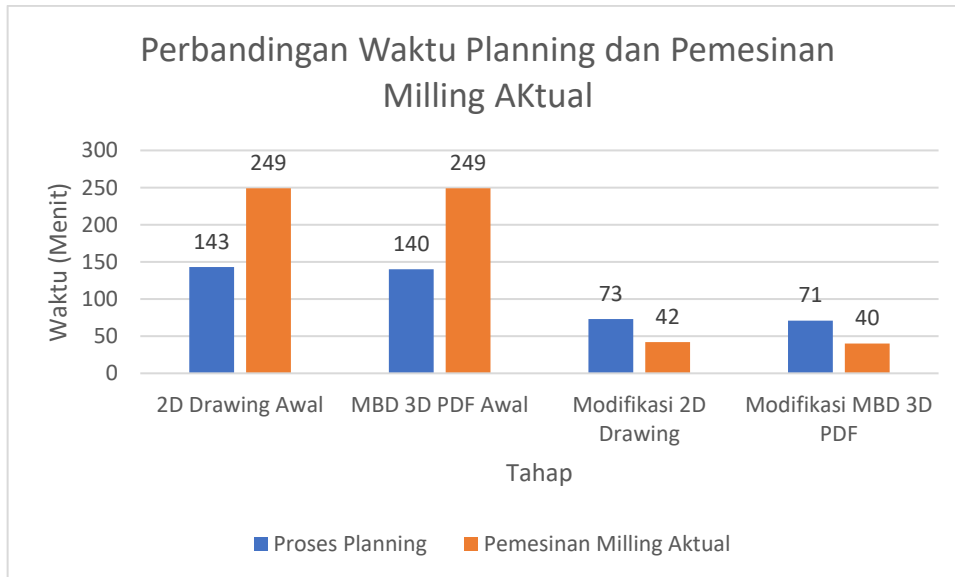 Perbandingan Waktu Planning dan Pemesinan
Milling AKtual
Waktu (Menit)
300
250
200
150
100
50
0
143
249
140
249
73
42
71
40
2D Drawing Awal
MBD 3D PDF Awal
Modifikasi 2D
Drawing
Modifikasi MBD 3D
PDF
Tahap
Proses Planning
Pemesinan Milling Aktual